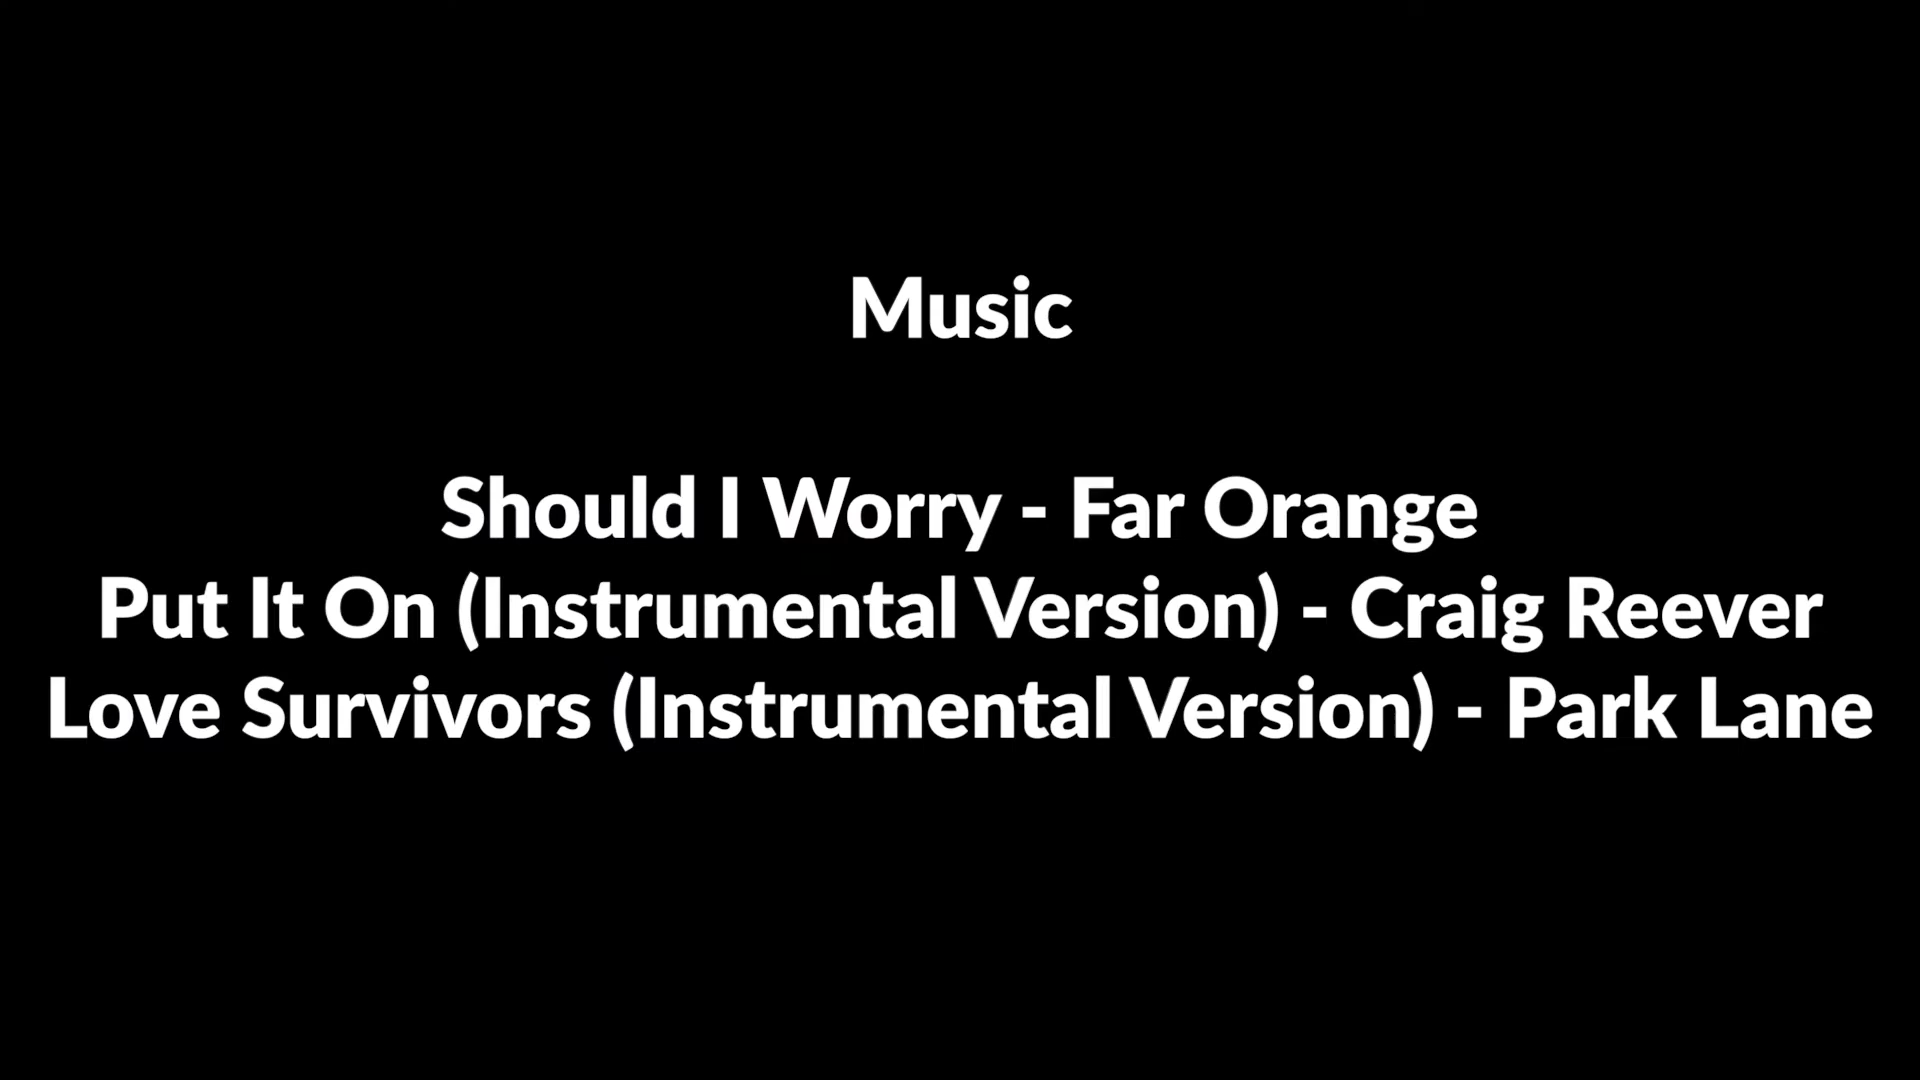 Music
Should I Worry - Far Orange
Put It On (Instrumental Version) - Craig Reever
Love Survivors (Instrumental Version) - Park Lane